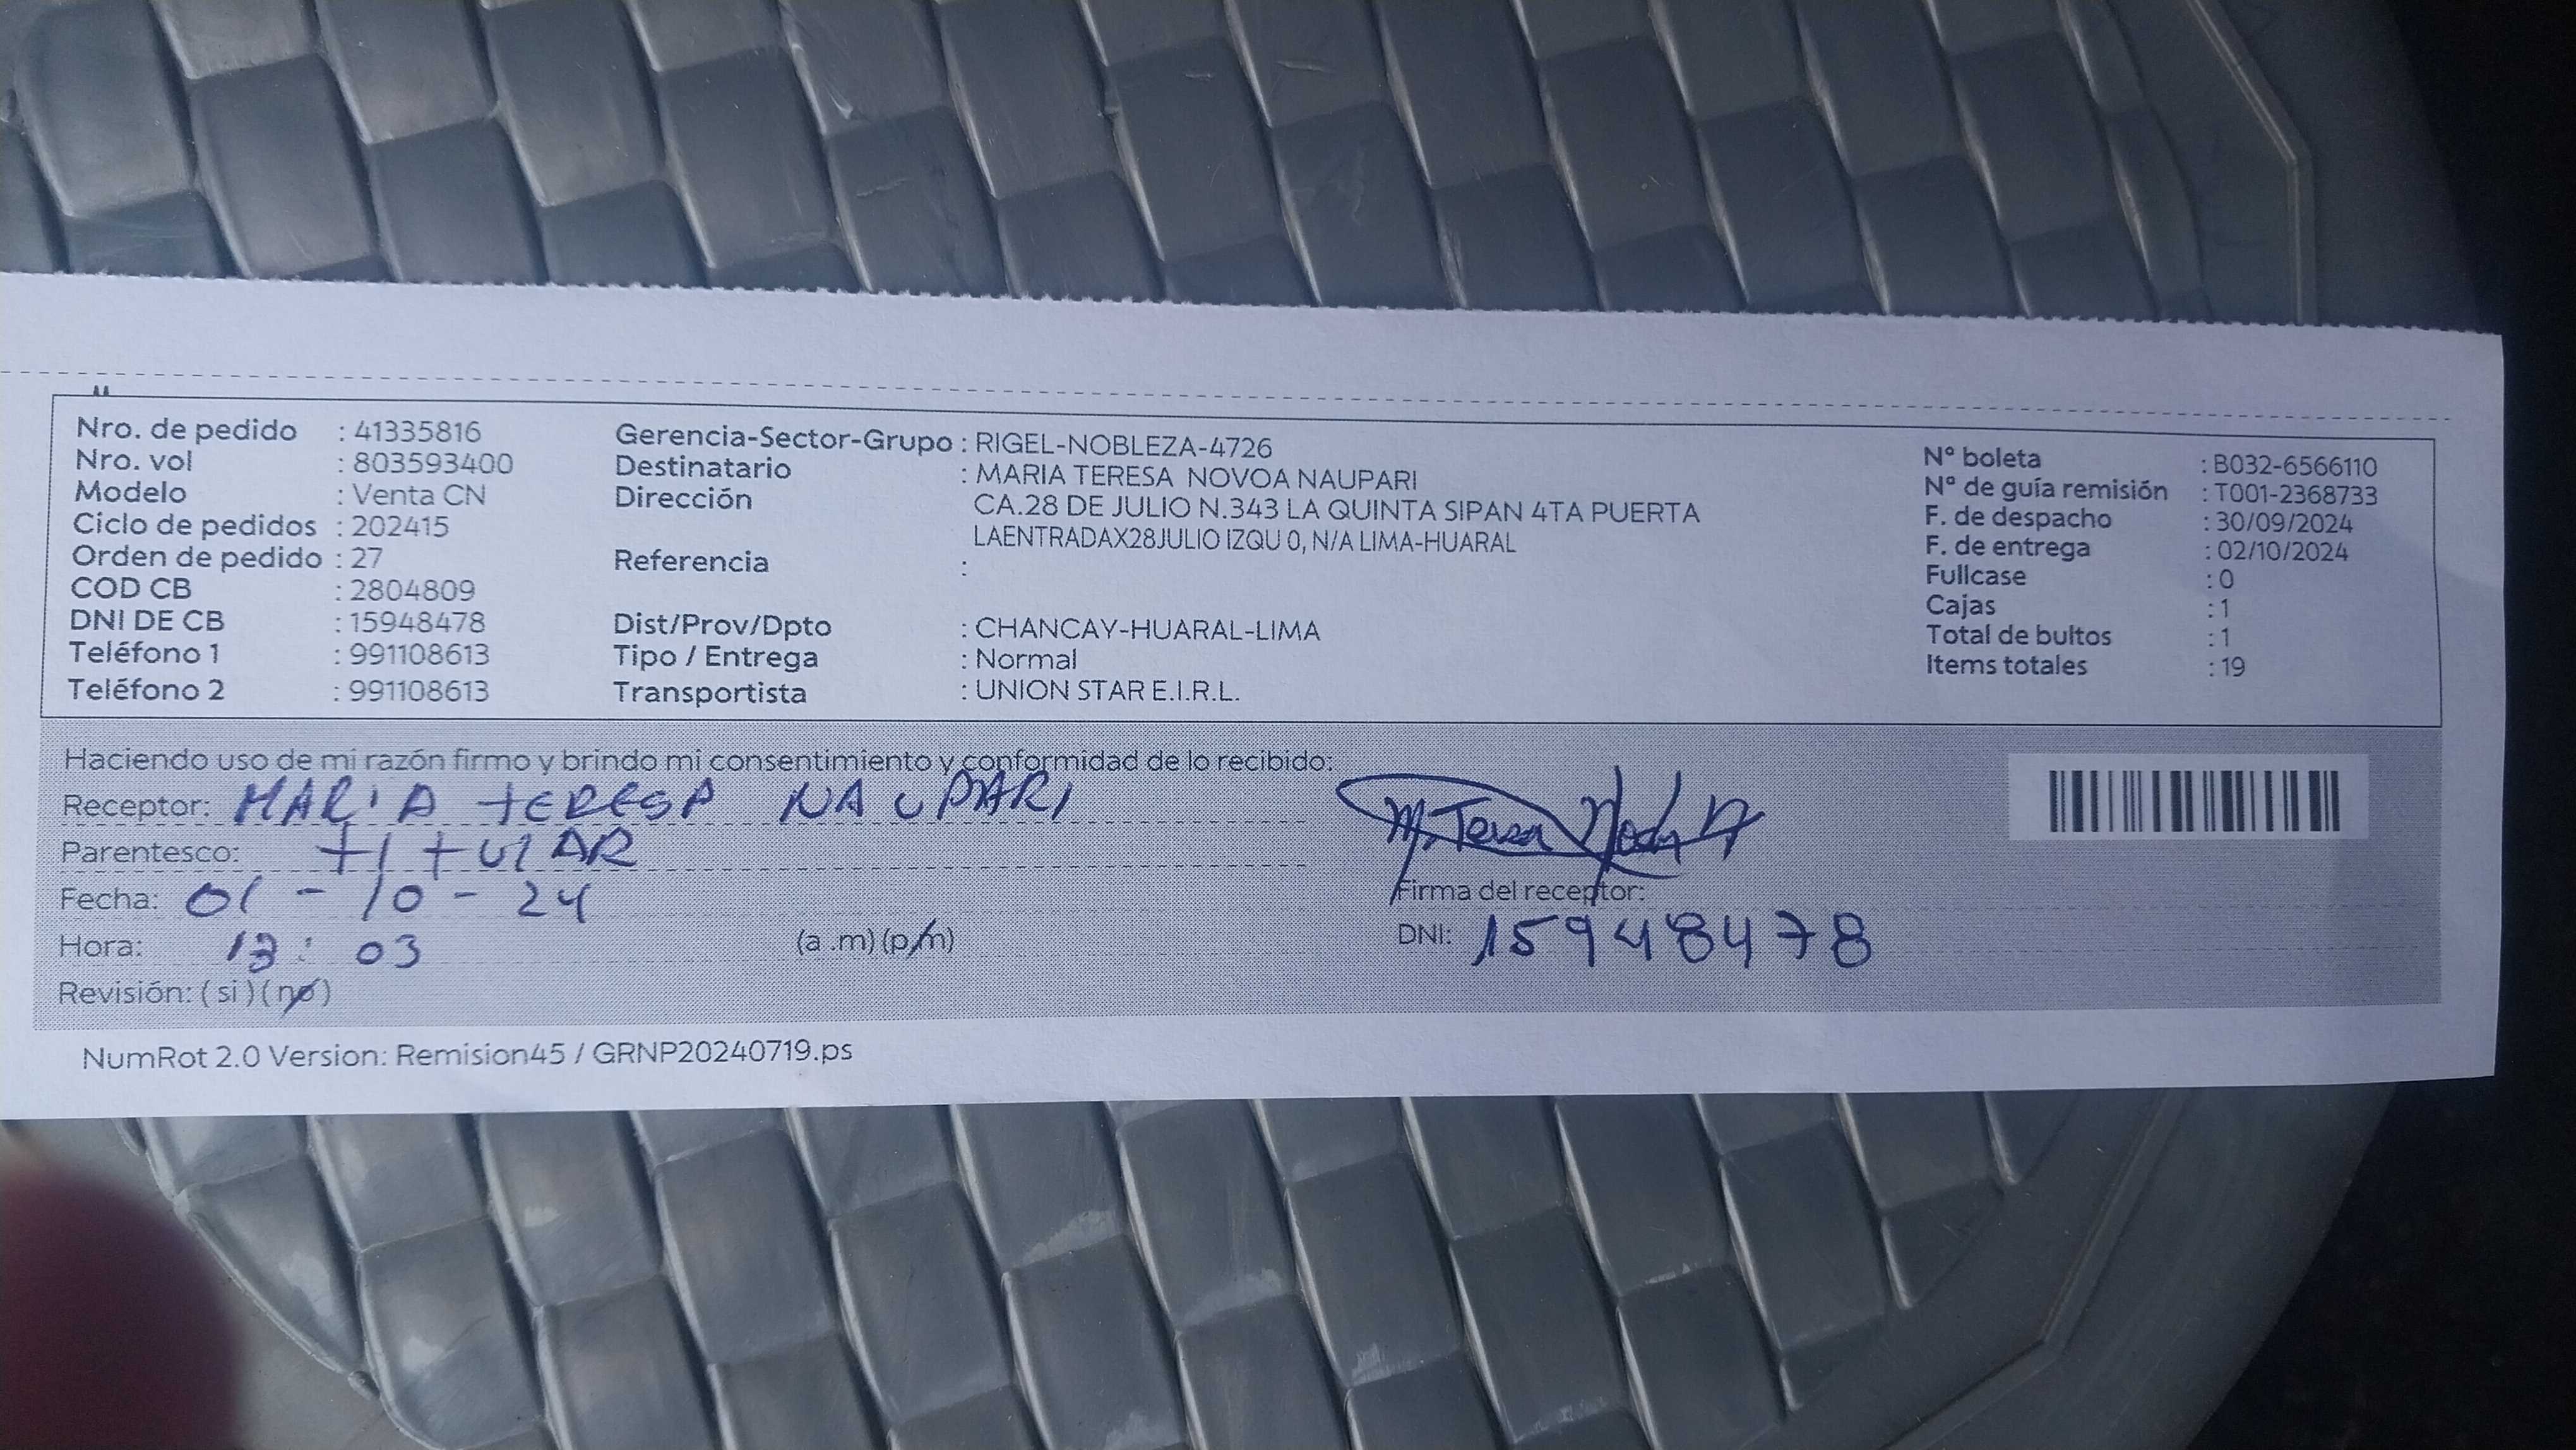 Nro. de pedido : 41335816
Nro. vol : 803593400
Modelo : Venta CN
Ciclo de pedidos : 202415
Orden de pedido : 27
COD CB : 2804809
DNI DE CB : 15948478
Teléfono 1 : 991108613
Teléfono 2 : 991108613
Gerencia-Sector-Grupo : RIGEL-NOBLEZA-4726
Destinatario : MARIA TERESA NOVOA NAUPARI
Dirección CA.28 DE JULIO N.343 LA QUINTA SIPAN 4TA PUERTA
LAENTRADAX28JULIO IZQU 0, N/A LIMA-HUARAL
Referencia :
Dist/Prov/Dpto : CHANCAY-HUARAL-LIMA
Tipo / Entrega : Normal
Transportista : UNION STAR E.I.R.L.
N° boleta : B032-6566110
N° de guía remisión : T001-2368733
F. de despacho : 30/09/2024
F. de entrega : 02/10/2024
Fullcase : 0
Cajas : 1
Total de bultos : 1
Items totales : 19
Haciendo uso de mi razón firmo y brindo mi consentimiento y conformidad de lo recibido:
Receptor: MARIA TERESA NAUPARI
Parentesco: TITULAR
Fecha: 01-10-24
Hora: 13:03 (a .m) (p/m)
Revisión: (si) (no)
M. Teresa
Firma del receptor:
DNI: 15948478
NumRot 2.0 Version: Remision45 / GRNP20240719.ps